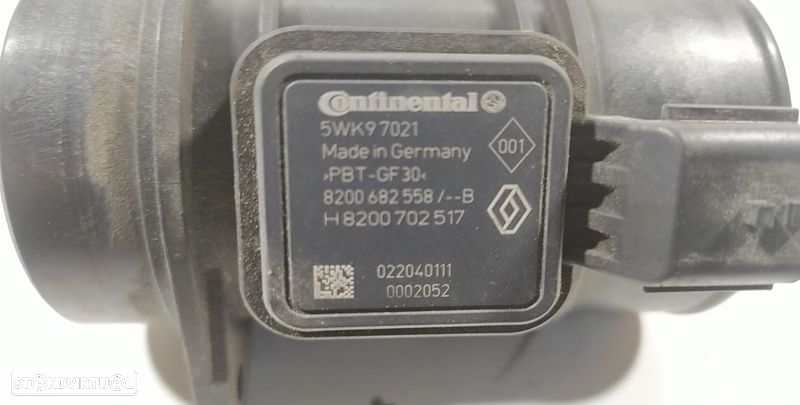 Continental
5WK9 7021
001
Made in Germany
›PBT-GF30‹
8200 682 558 /--B
H 8200 702 517
022040111
0002052
STANDVIRTUAL